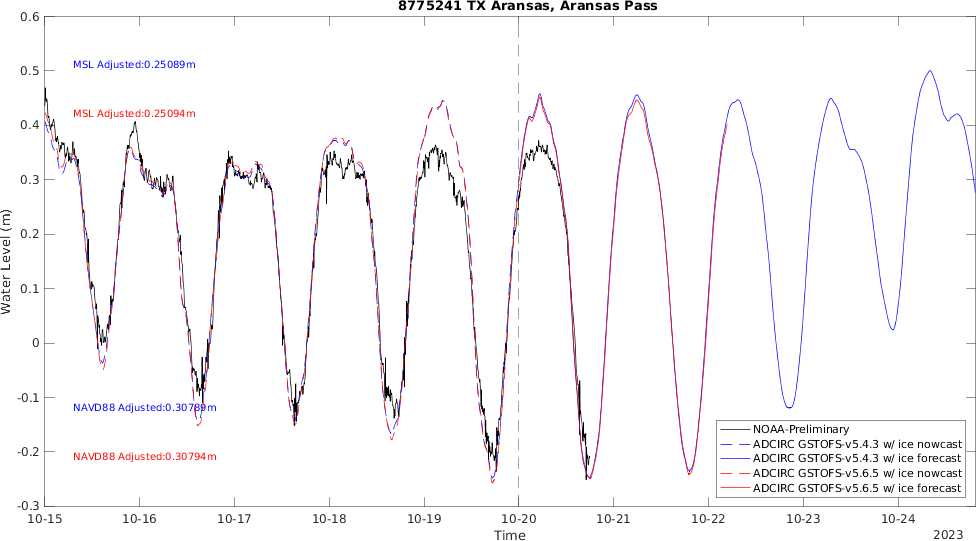 8775241 TX Aransas, Aransas Pass
0.6
0.5
0.4
0.3
0.2
0.1
0
-0.1
-0.2
-0.3
Water Level (m)
MSL Adjusted:0.25089m
MSL Adjusted:0.25094m
NAVD88 Adjusted:0.30789m
NAVD88 Adjusted:0.30794m
NOAA-Preliminary
ADCIRC GSTOFS-v5.4.3 w/ ice nowcast
ADCIRC GSTOFS-v5.4.3 w/ ice forecast
ADCIRC GSTOFS-v5.6.5 w/ ice nowcast
ADCIRC GSTOFS-v5.6.5 w/ ice forecast
10-15 10-16 10-17 10-18 10-19 10-20 10-21 10-22 10-23 10-24
Time
2023